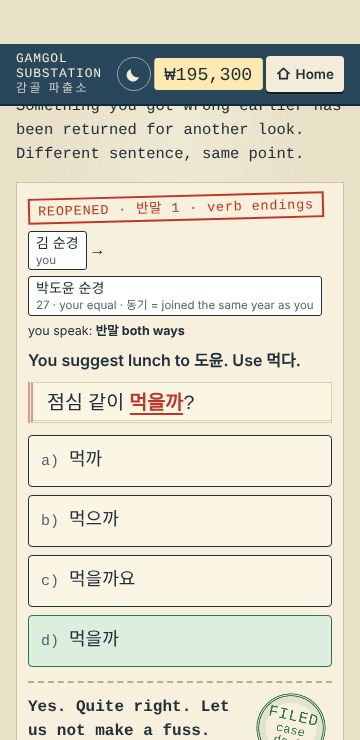 GAMGOL
SUBSTATION
감골 파출소
₩195,300
Home
Something you got wrong earlier has
been returned for another look.
Different sentence, same point.
REOPENED · 반말 1 · verb endings
김 순경
you
→
박도윤 순경
27 · your equal · 동기 = joined the same year as you
you speak: 반말 both ways
You suggest lunch to 도윤. Use 먹다.
점심 같이 먹을까?
a) 먹까
b) 먹으까
c) 먹을까요
d) 먹을까
Yes. Quite right. Let
us not make a fuss.
FILED
case